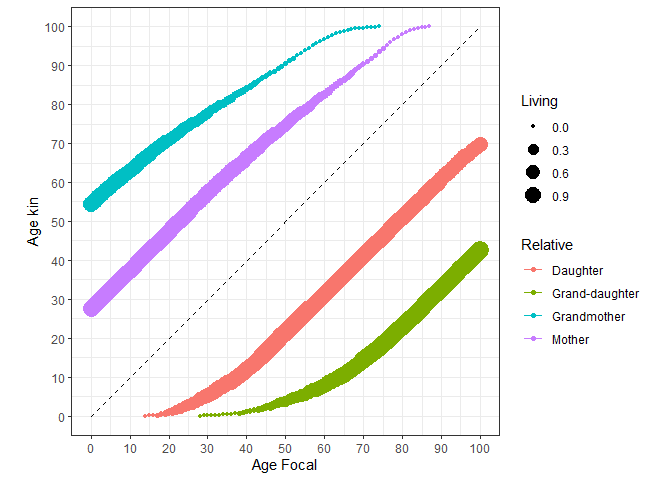 100
90
80
70
60
50
40
30
20
10
0
Age kin
0 10 20 30 40 50 60 70 80 90 100
Age Focal
Living
0.0
0.3
0.6
0.9
Relative
Daughter
Grand-daughter
Grandmother
Mother